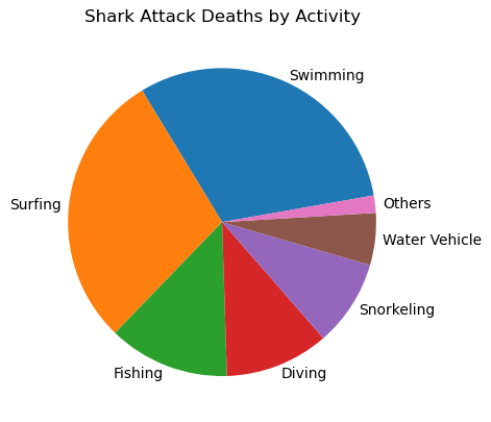 Shark Attack Deaths by Activity
Swimming
Surfing
Others
Water Vehicle
Snorkeling
Fishing
Diving